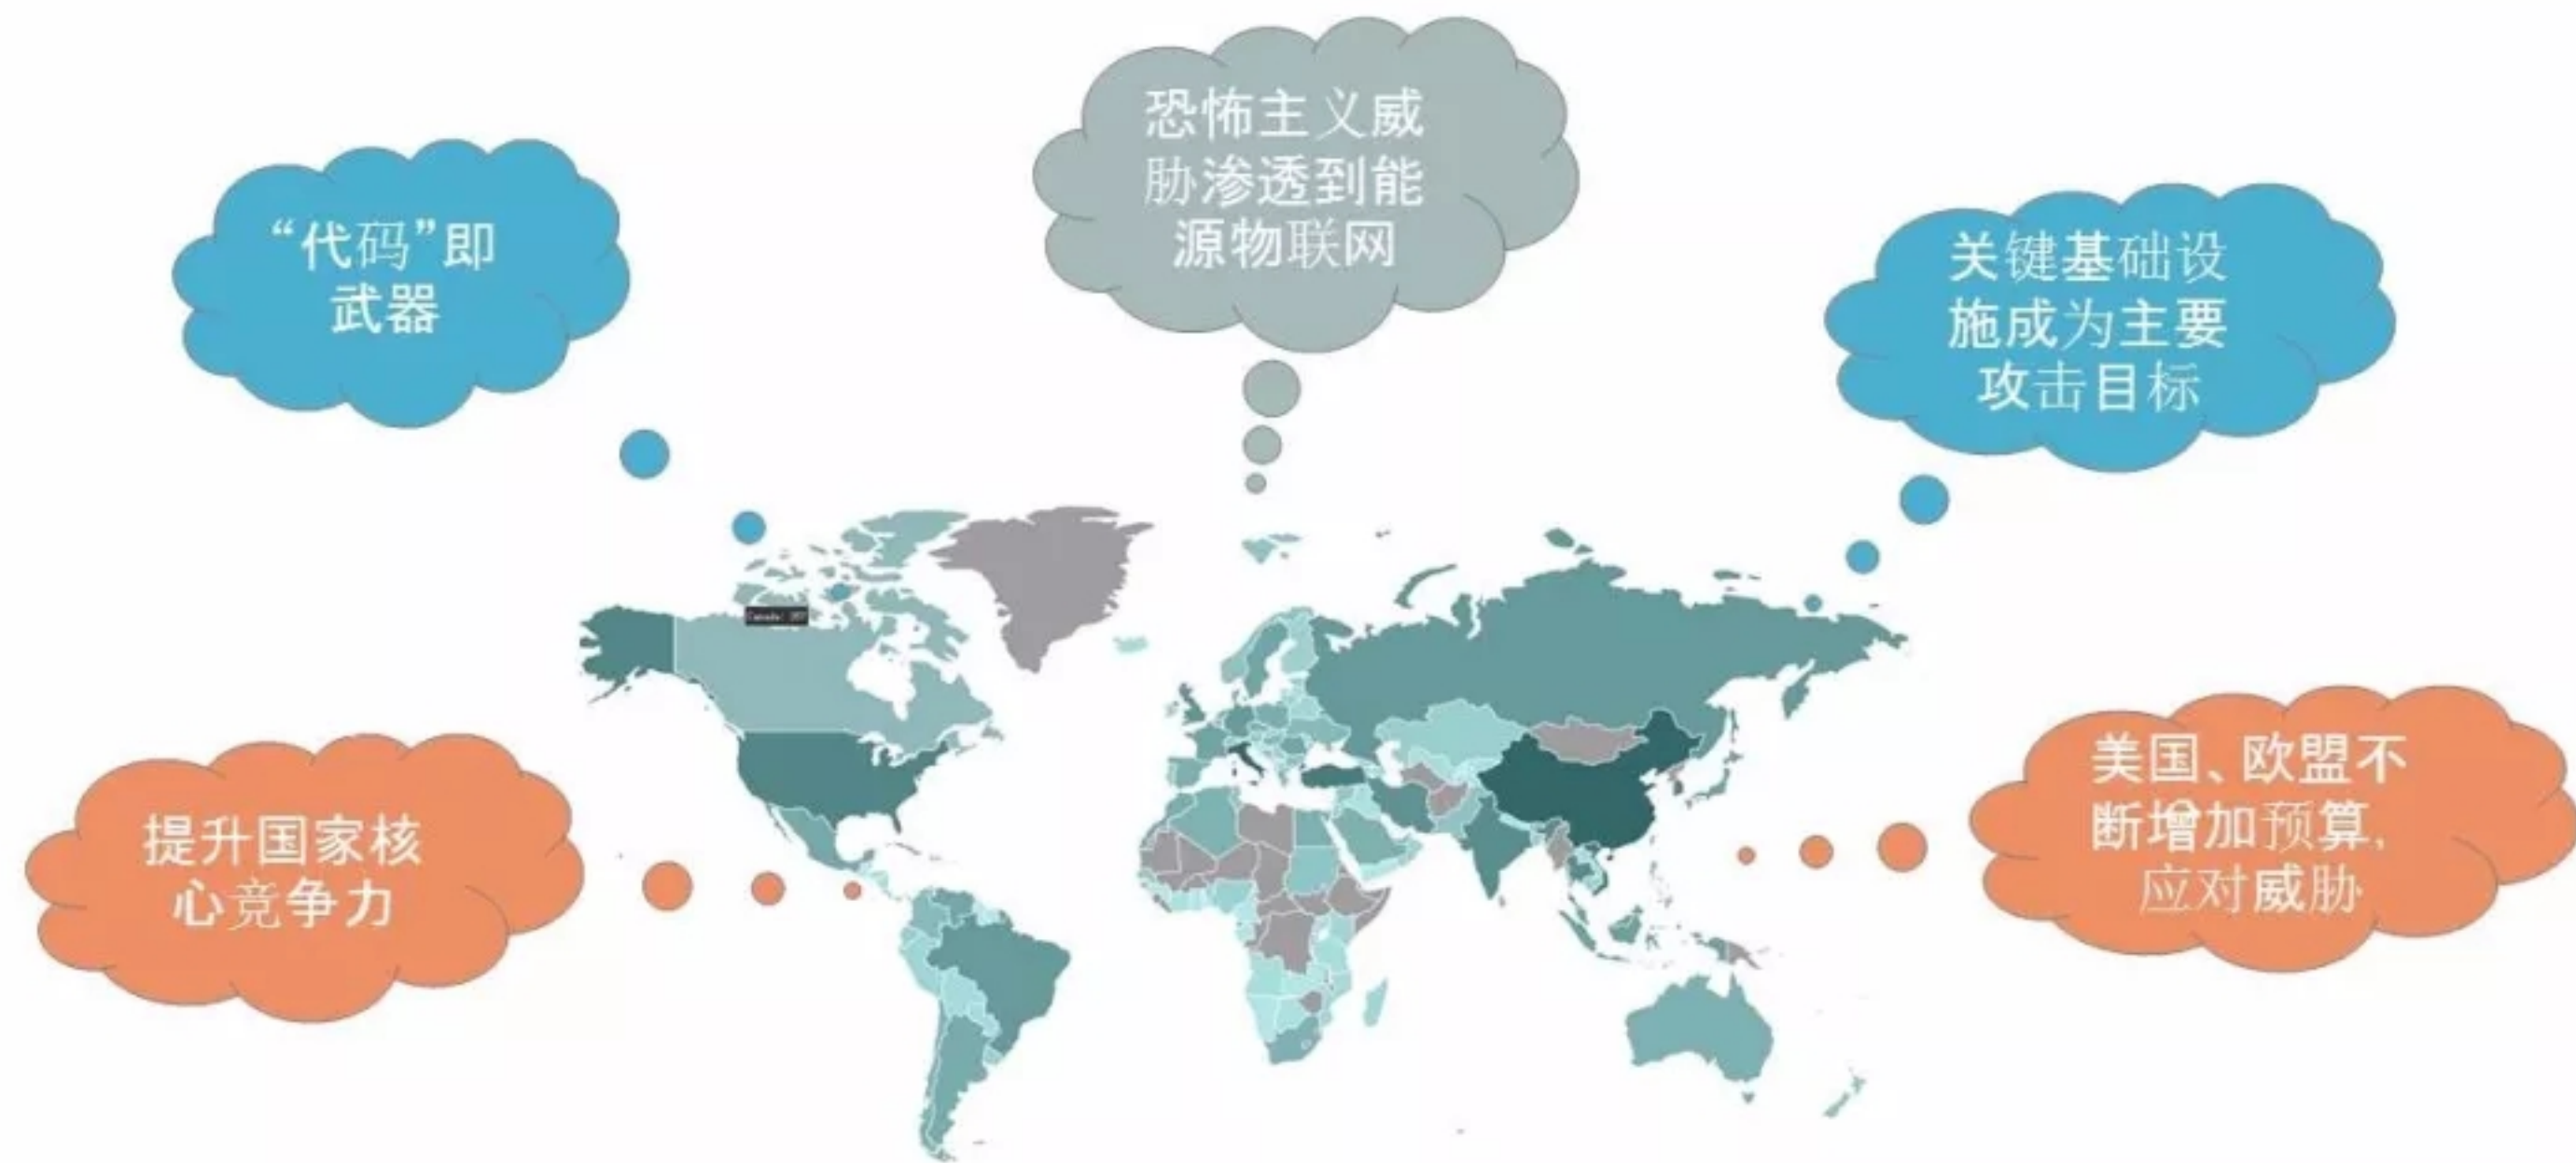 恐怖主义威
胁渗透到能
源物联网
“代码”即
武器
关键基础设
施成为主要
攻击目标
提升国家核
心竞争力
美国、欧盟不
断增加预算,
应对威胁